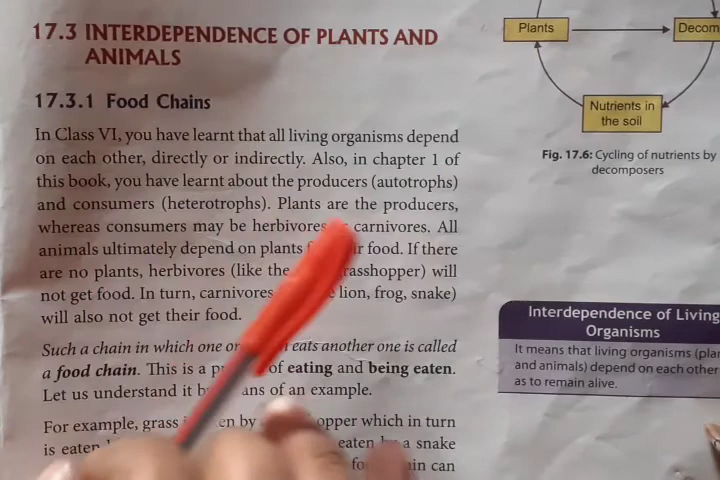 17.3 INTERDEPENDENCE OF PLANTS AND
ANIMALS
17.3.1 Food Chains
In Class VI, you have learnt that all living organisms depend
on each other, directly or indirectly. Also, in chapter 1 of
this book, you have learnt about the producers (autotrophs)
and consumers (heterotrophs). Plants are the producers,
whereas consumers may be herbivores carnivores. All
animals ultimately depend on plants food. If there
are no plants, herbivores (like the grasshopper) will
not get food. In turn, carnivores lion, frog, snake)
will also not get their food.
Such a chain in which one eats another one is called
a food chain. This is a of eating and being eaten.
Let us understand it of an example.
For example, grass by which in turn
is eaten eaten a snake
can
Plants
Decom
Nutrients in
the soil
Fig. 17.6: Cycling of nutrients by
decomposers
Interdependence of Living
Organisms
It means that living organisms (plan
and animals) depend on each other
as to remain alive.